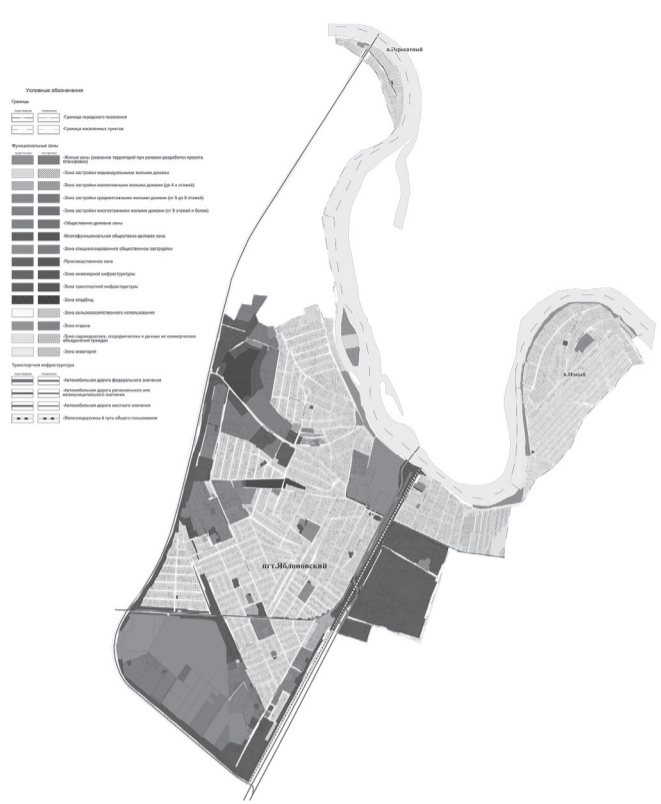 Условные обозначения
Границы
-Граница городского поселения
-Граница населенных пунктов
Функциональные зоны
-Жилые зоны (освоение территорий при условии разработки проекта
планировки)
-Зона застройки индивидуальными жилыми домами
-Зона застройки малоэтажными жилыми домами (до 4-х этажей)
-Зона застройки среднеэтажными жилыми домами (от 5 до 8 этажей)
-Зона застройки многоэтажными жилыми домами (от 9 этажей и более)
-Общественно деловые зоны
-Многофункциональная общественно-деловая зона
-Зона специализированной общественной застройки
-Производственная зона
-Зона инженерной инфраструктуры
-Зона транспортной инфраструктуры
-Зона кладбищ
-Зона сельскохозяйственного использования
-Зона отдыха
-Зона садоводческих, огороднических и дачных не коммерческих
объединений граждан
-Зона акваторий
Транспортная инфраструктура
-Автомобильная дорога федерального значения
-Автомобильная дорога регионального или
межмуниципального значения
-Автомобильная дорога местного значения
-Железнодорожный путь общего пользования
п.Перекатный
п.Новый
пгт.Яблоновский